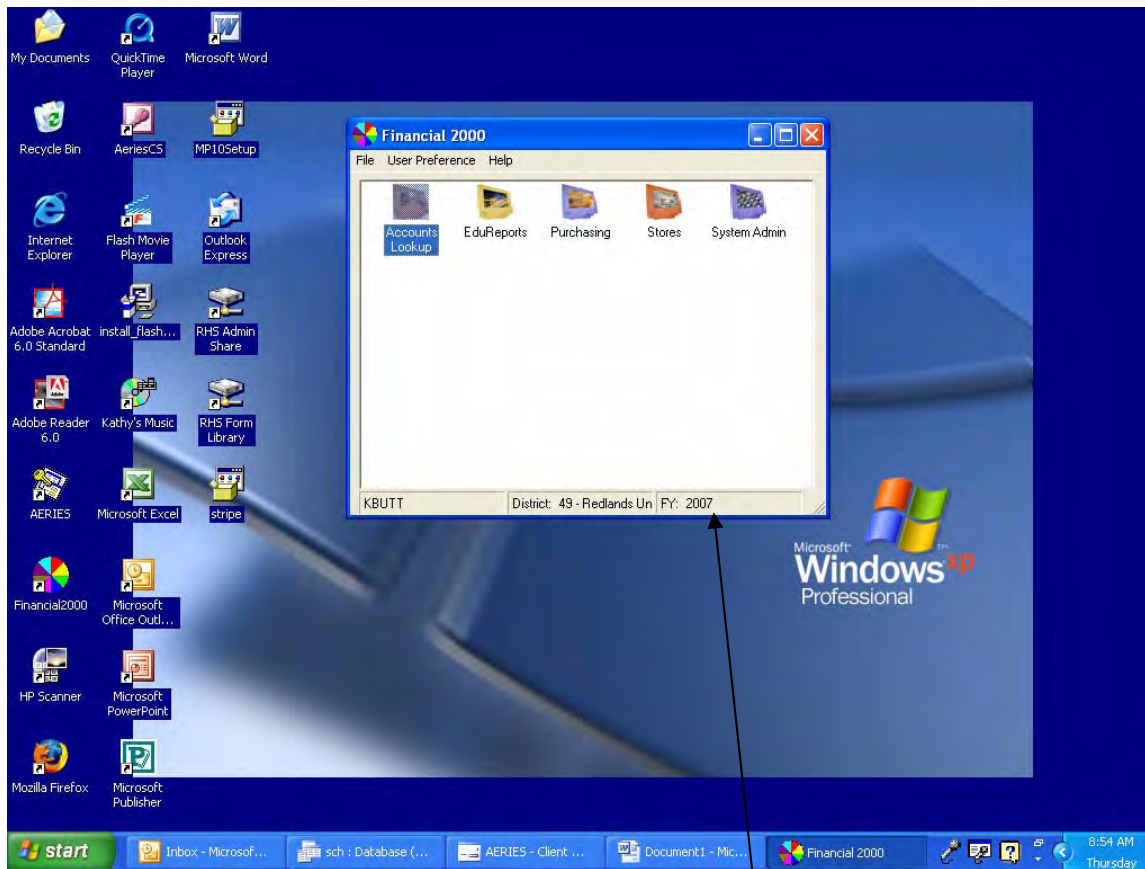 My Documents
QuickTime
Player
Microsoft Word
Recycle Bin
AeriesCS
MP10Setup
Internet
Explorer
Flash Movie
Player
Outlook
Express
Adobe Acrobat
6.0 Standard
install_flash...
RHS Admin
Share
Adobe Reader
6.0
Kathy's Music
RHS Form
Library
AERIES
Microsoft Excel
stripe
Financial2000
Microsoft
Office Outl...
HP Scanner
Microsoft
PowerPoint
Mozilla Firefox
Microsoft
Publisher
Financial 2000
File User Preference Help
Accounts
Lookup
EduReports
Purchasing
Stores
System Admin
KBUTT District: 49 - Redlands Un FY: 2007
Microsoft
Windows xp
Professional
start Inbox - Microsof... sch : Database (... AERIES - Client ... Document1 - Mic... Financial 2000 8:54 AM
Thursday